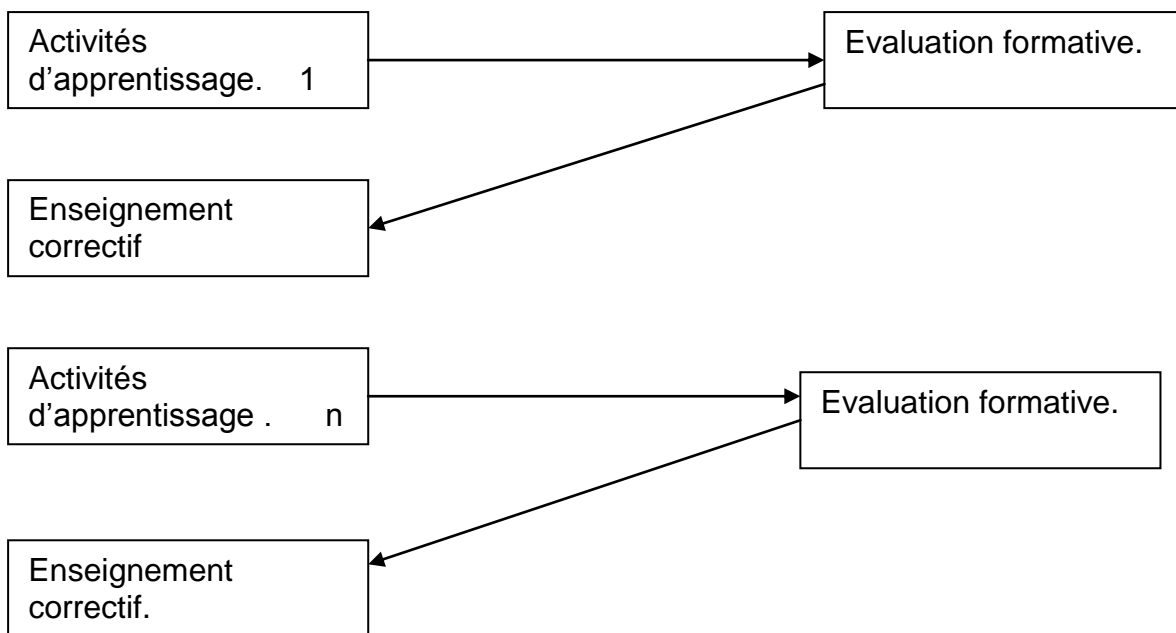 Activités
d’apprentissage. 1
Evaluation formative.
Enseignement
correctif
Activités
d’apprentissage . n
Evaluation formative.
Enseignement
correctif.